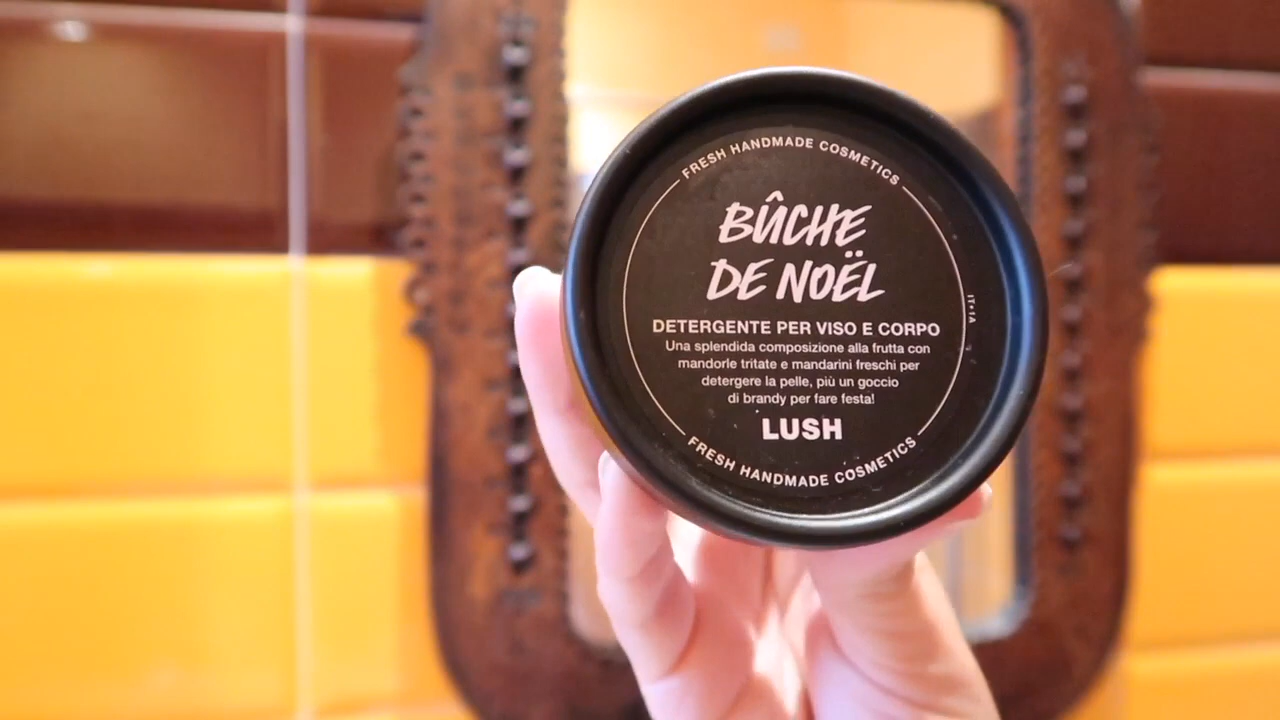 FRESH HANDMADE COSMETICS
BÛCHE
DE NOËL
DETERGENTE PER VISO E CORPO
Una splendida composizione alla frutta con
mandorle tritate e mandarini freschi per
detergere la pelle, più un goccio
di brandy per fare festa!
LUSH
FRESH HANDMADE COSMETICS